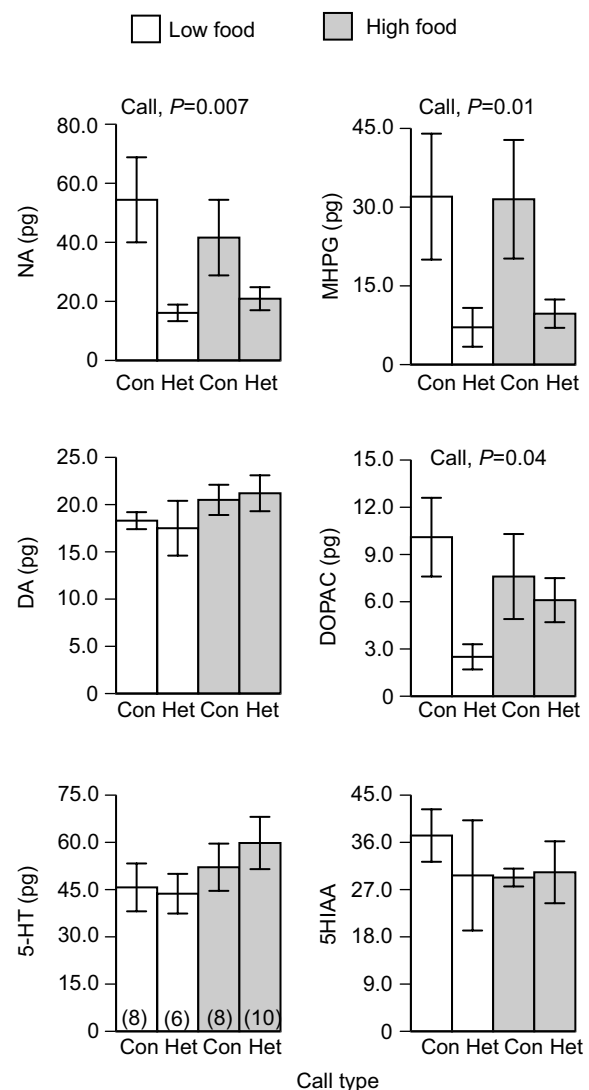 Low food High food
Call, P=0.007
80.0
60.0
40.0
20.0
0
NA (pg)
Con Het Con Het
Call, P=0.01
45.0
30.0
15.0
0
MHPG (pg)
Con Het Con Het
25.0
20.0
15.0
10.0
5.0
0
DA (pg)
Con Het Con Het
Call, P=0.04
15.0
12.0
9.0
6.0
3.0
0
DOPAC (pg)
Con Het Con Het
75.0
60.0
45.0
30.0
15.0
0
5-HT (pg)
(8) (6) (8) (10)
Con Het Con Het
45.0
36.0
27.0
18.0
9.0
0
5HIAA
Con Het Con Het
Call type